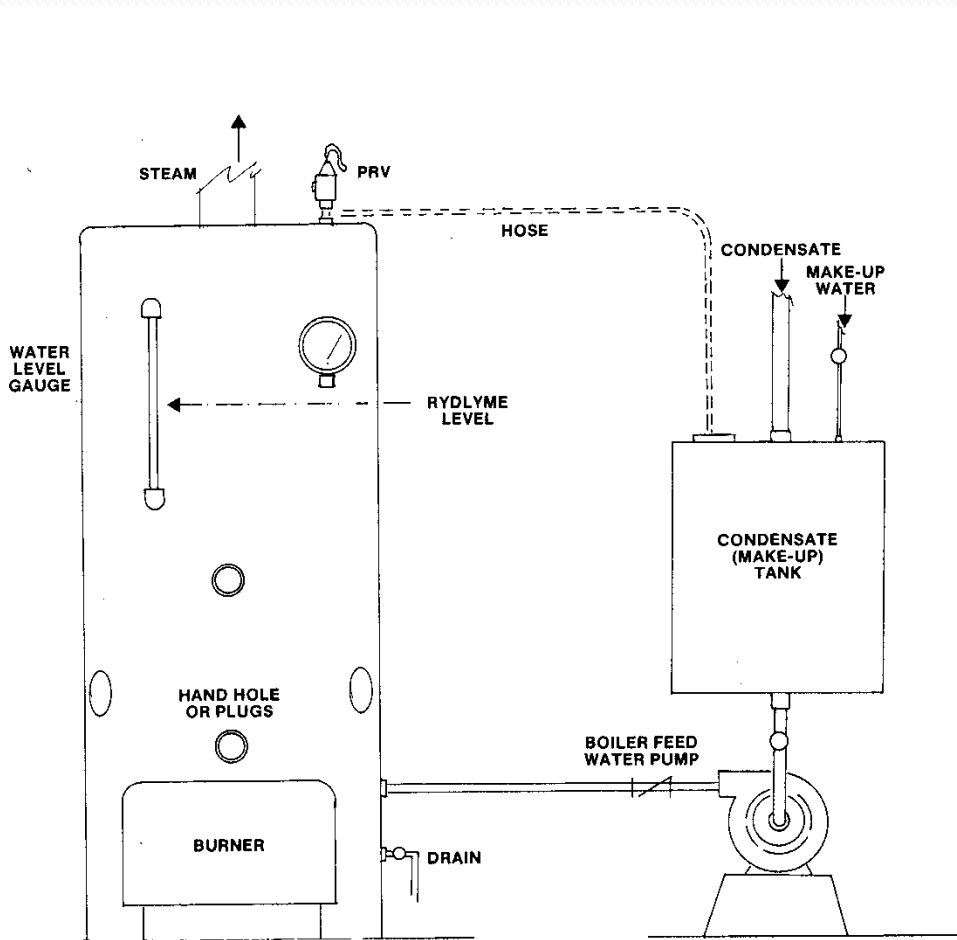 STEAM
PRV
HOSE
CONDENSATE
MAKE-UP
WATER
WATER
LEVEL
GAUGE
RYDLYME
LEVEL
CONDENSATE
(MAKE-UP)
TANK
HAND HOLE
OR PLUGS
BOILER FEED
WATER PUMP
BURNER
DRAIN